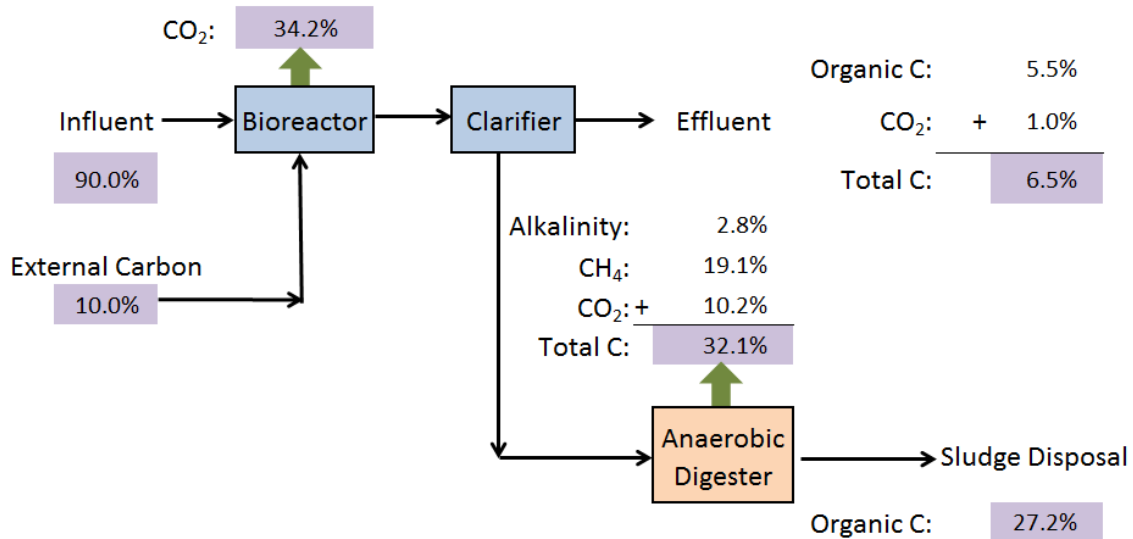 CO₂: 34.2%
Organic C: 5.5%
Influent Bioreactor Clarifier Effluent
CO₂: + 1.0%
90.0%
Total C: 6.5%
Alkalinity: 2.8%
External Carbon
CH₄: 19.1%
10.0%
CO₂: + 10.2%
Total C: 32.1%
Anaerobic
Digester
Sludge Disposal
Organic C: 27.2%